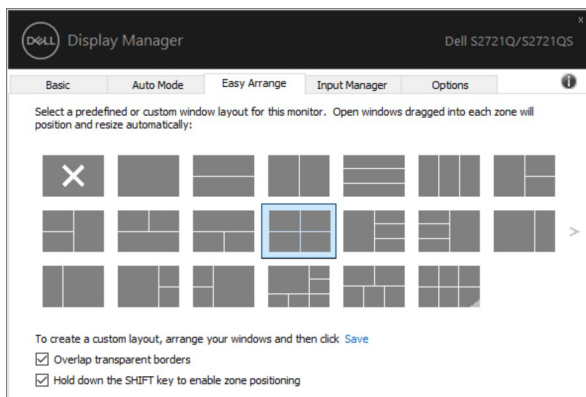 DELL Display Manager
Dell S2721Q/S2721QS
x
Basic
Auto Mode
Easy Arrange
Input Manager
Options
i
Select a predefined or custom window layout for this monitor. Open windows dragged into each zone will
position and resize automatically:
>
To create a custom layout, arrange your windows and then click Save
Overlap transparent borders
Hold down the SHIFT key to enable zone positioning